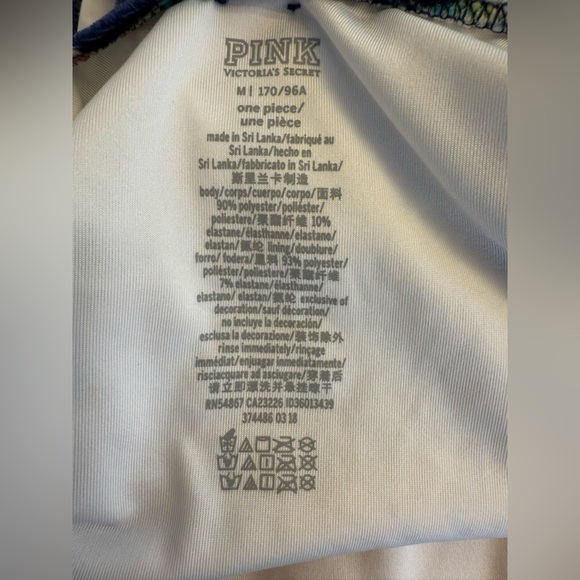 PINK
VICTORIA'S SECRET
M | 170/96A
one piece/
une pièce
made in Sri Lanka/fabriqué au
Sri Lanka/hecho en
Sri Lanka/fabbricato in Sri Lanka/
斯里兰卡制造
body/corps/cuerpo/corpo/面料
90% polyester/poliéster/
poliestere/聚酯纤维 10%
elastane/élasthanne/elastano/
elastan/氨纶 lining/doublure/
forro/ fodera/里料 93% polyester/
poliéster/poliestere/聚酯纤维
7% elastane/élasthanne/
elastano/ elastan/氨纶 exclusive of
decoration/sauf décoration/
no incluye la decoración/
esclusa la decorazione/装饰除外
rinse immediately/rinçage
immédiat/enjuagar inmediatamente/
risciacquare ad asciugare/穿着后
请立即漂洗并悬挂晾干
RN54867 CA23226 ID36013439
374486 03 18